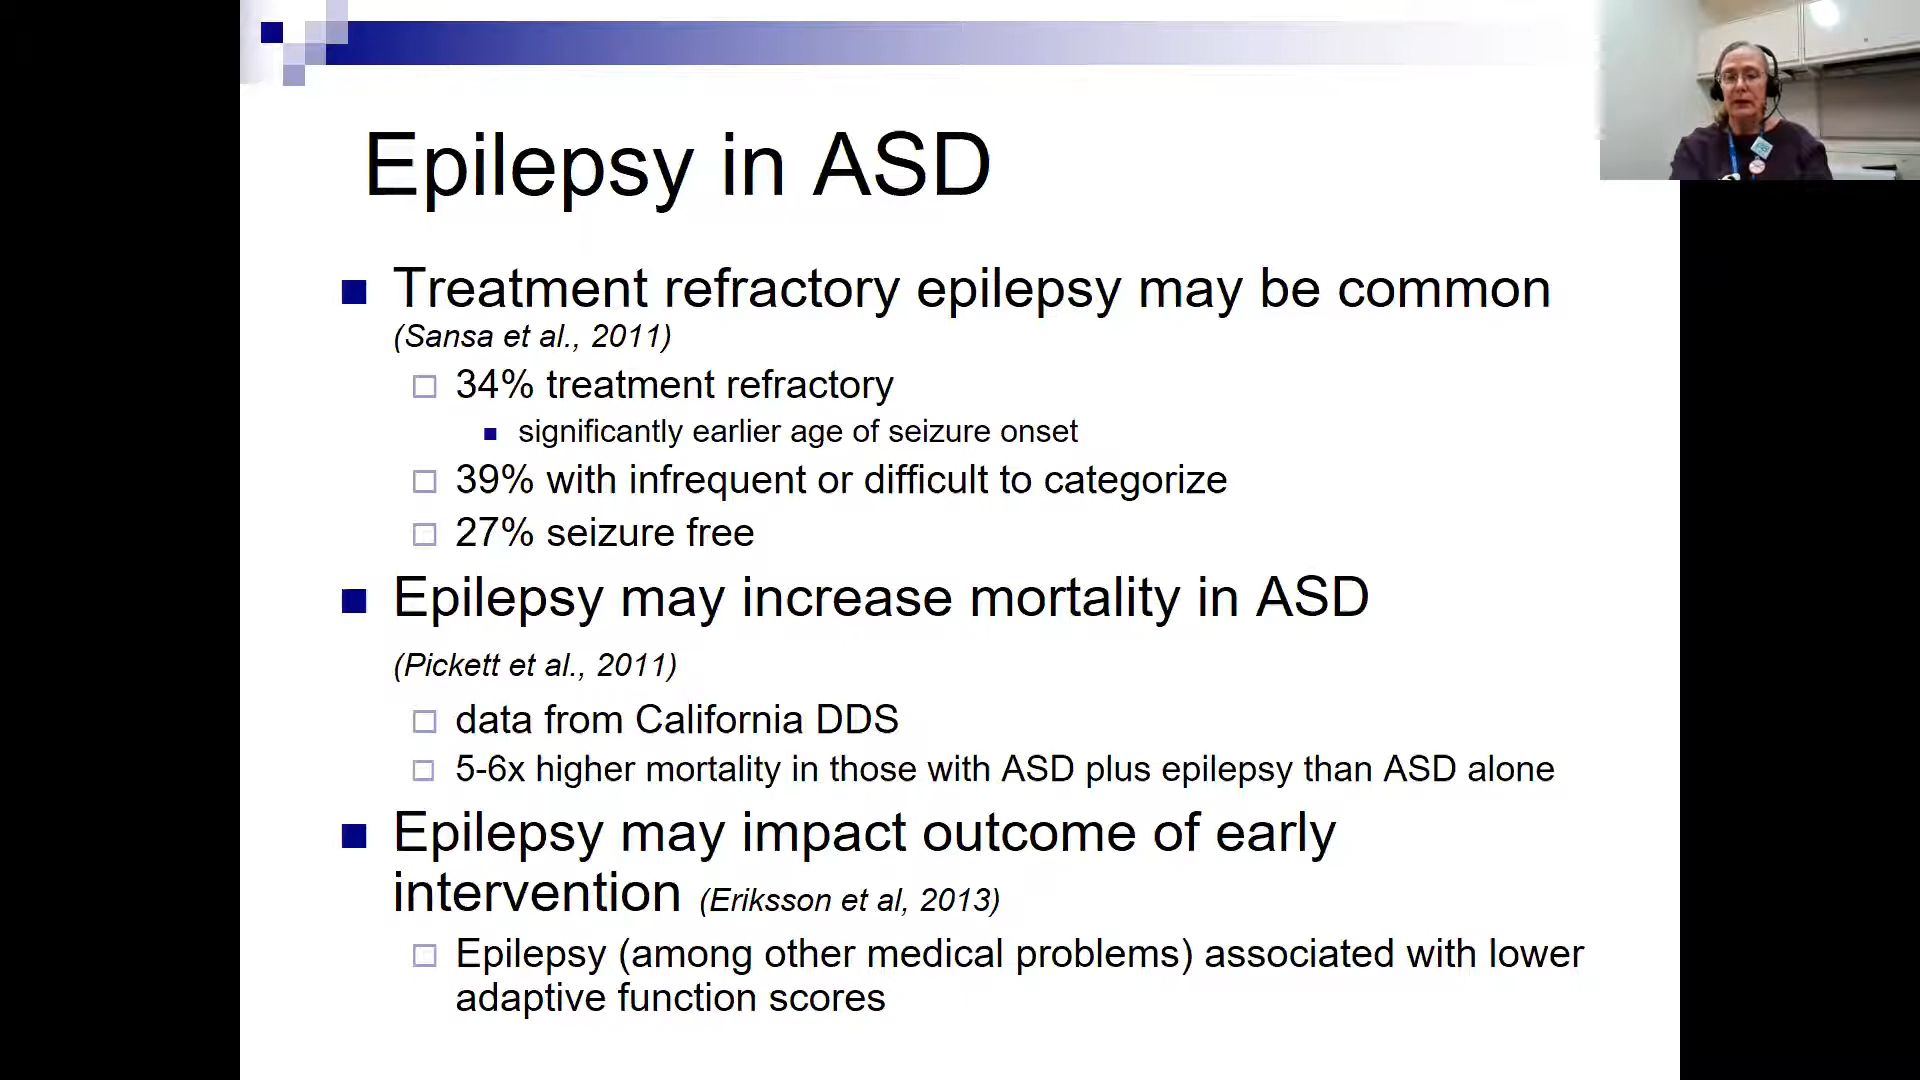 Epilepsy in ASD
Treatment refractory epilepsy may be common
(Sansa et al., 2011)
34% treatment refractory
significantly earlier age of seizure onset
39% with infrequent or difficult to categorize
27% seizure free
Epilepsy may increase mortality in ASD
(Pickett et al., 2011)
data from California DDS
5-6x higher mortality in those with ASD plus epilepsy than ASD alone
Epilepsy may impact outcome of early
intervention (Eriksson et al, 2013)
Epilepsy (among other medical problems) associated with lower
adaptive function scores